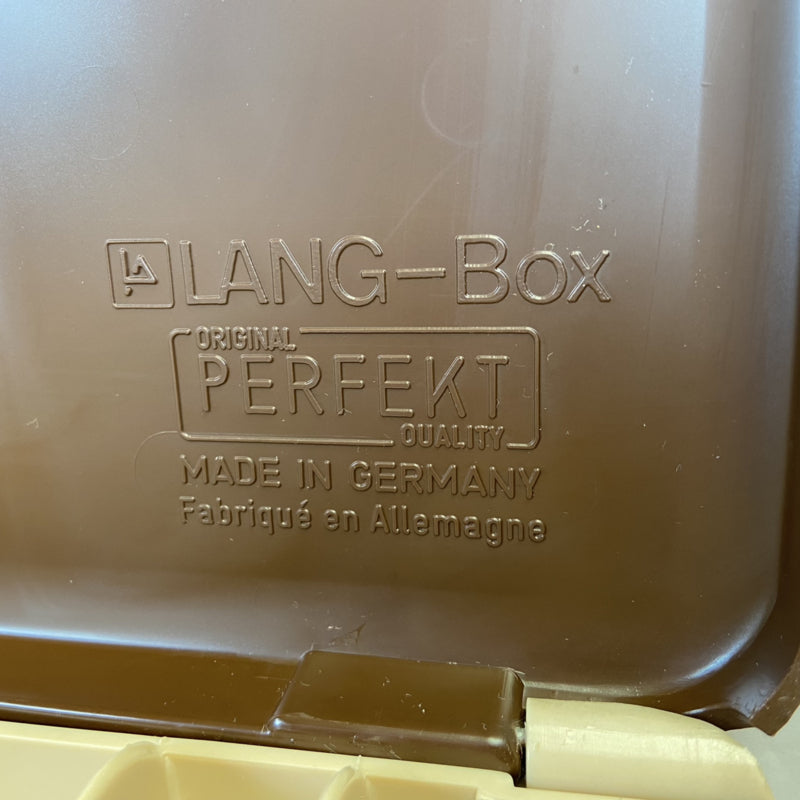 LANG-BOX
ORIGINAL
PERFEKT
QUALITY
MADE IN GERMANY
Fabriqué en Allemagne